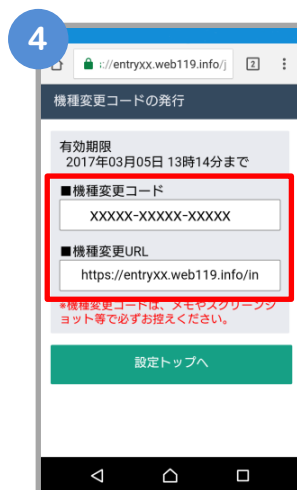 4
://entryxx.web119.info/j
2
機種変更コードの発行
有効期限
2017年03月05日 13時14分まで
■機種変更コード
XXXXX-XXXXX-XXXXX
■機種変更URL
https://entryxx.web119.info/in
*機種変更コードは、メモやスクリーンシ
ョット等で必ずお控えください。
設定トップへ